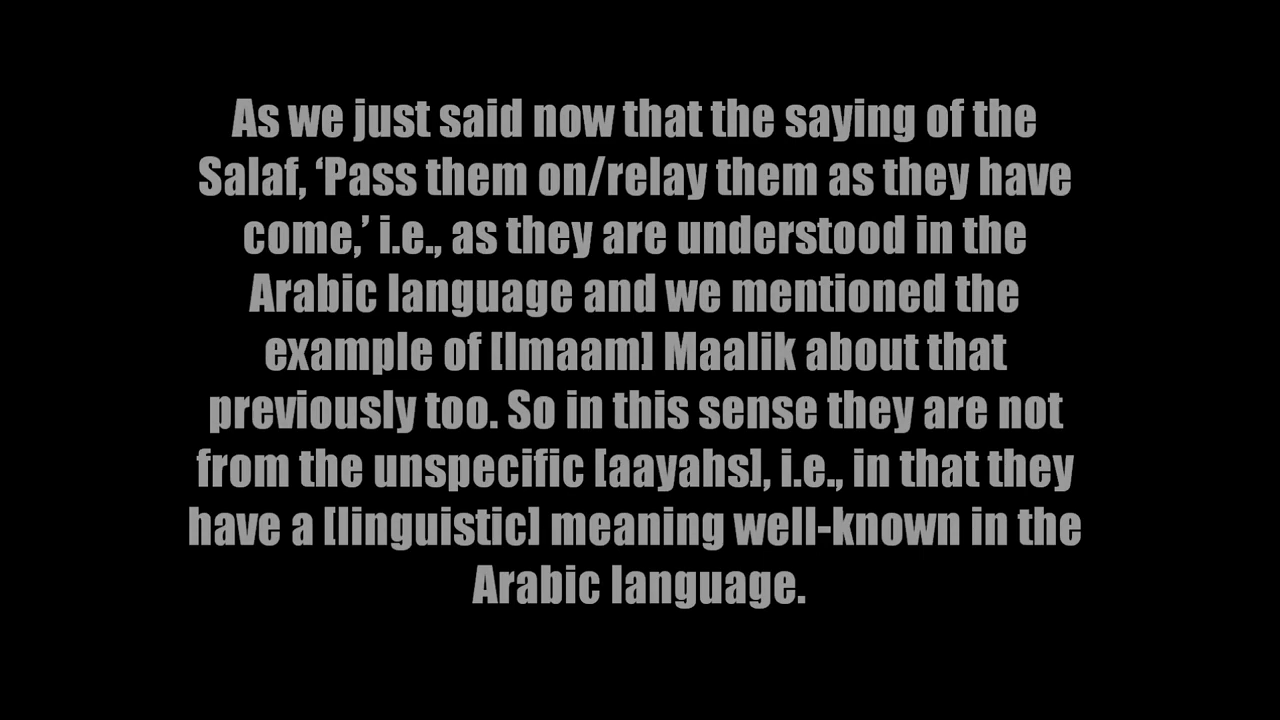 As we just said now that the saying of the
Salaf, ‘Pass them on/relay them as they have
come,’ i.e., as they are understood in the
Arabic language and we mentioned the
example of [Imaam] Maalik about that
previously too. So in this sense they are not
from the unspecific [aayahs], i.e., in that they
have a [linguistic] meaning well-known in the
Arabic language.